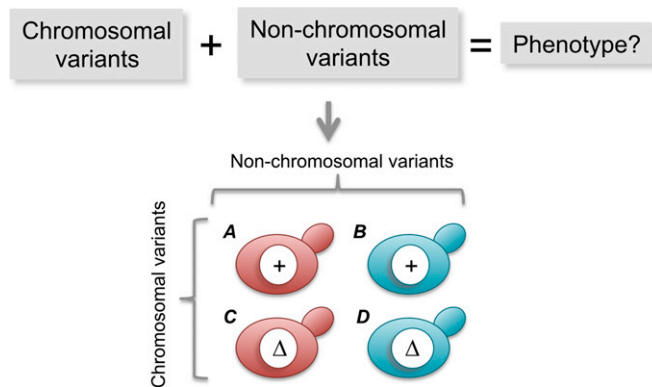 Chromosomal
variants
+
Non-chromosomal
variants
=
Phenotype?
Non-chromosomal variants
Chromosomal variants
A
+
B
+
C
Δ
D
Δ